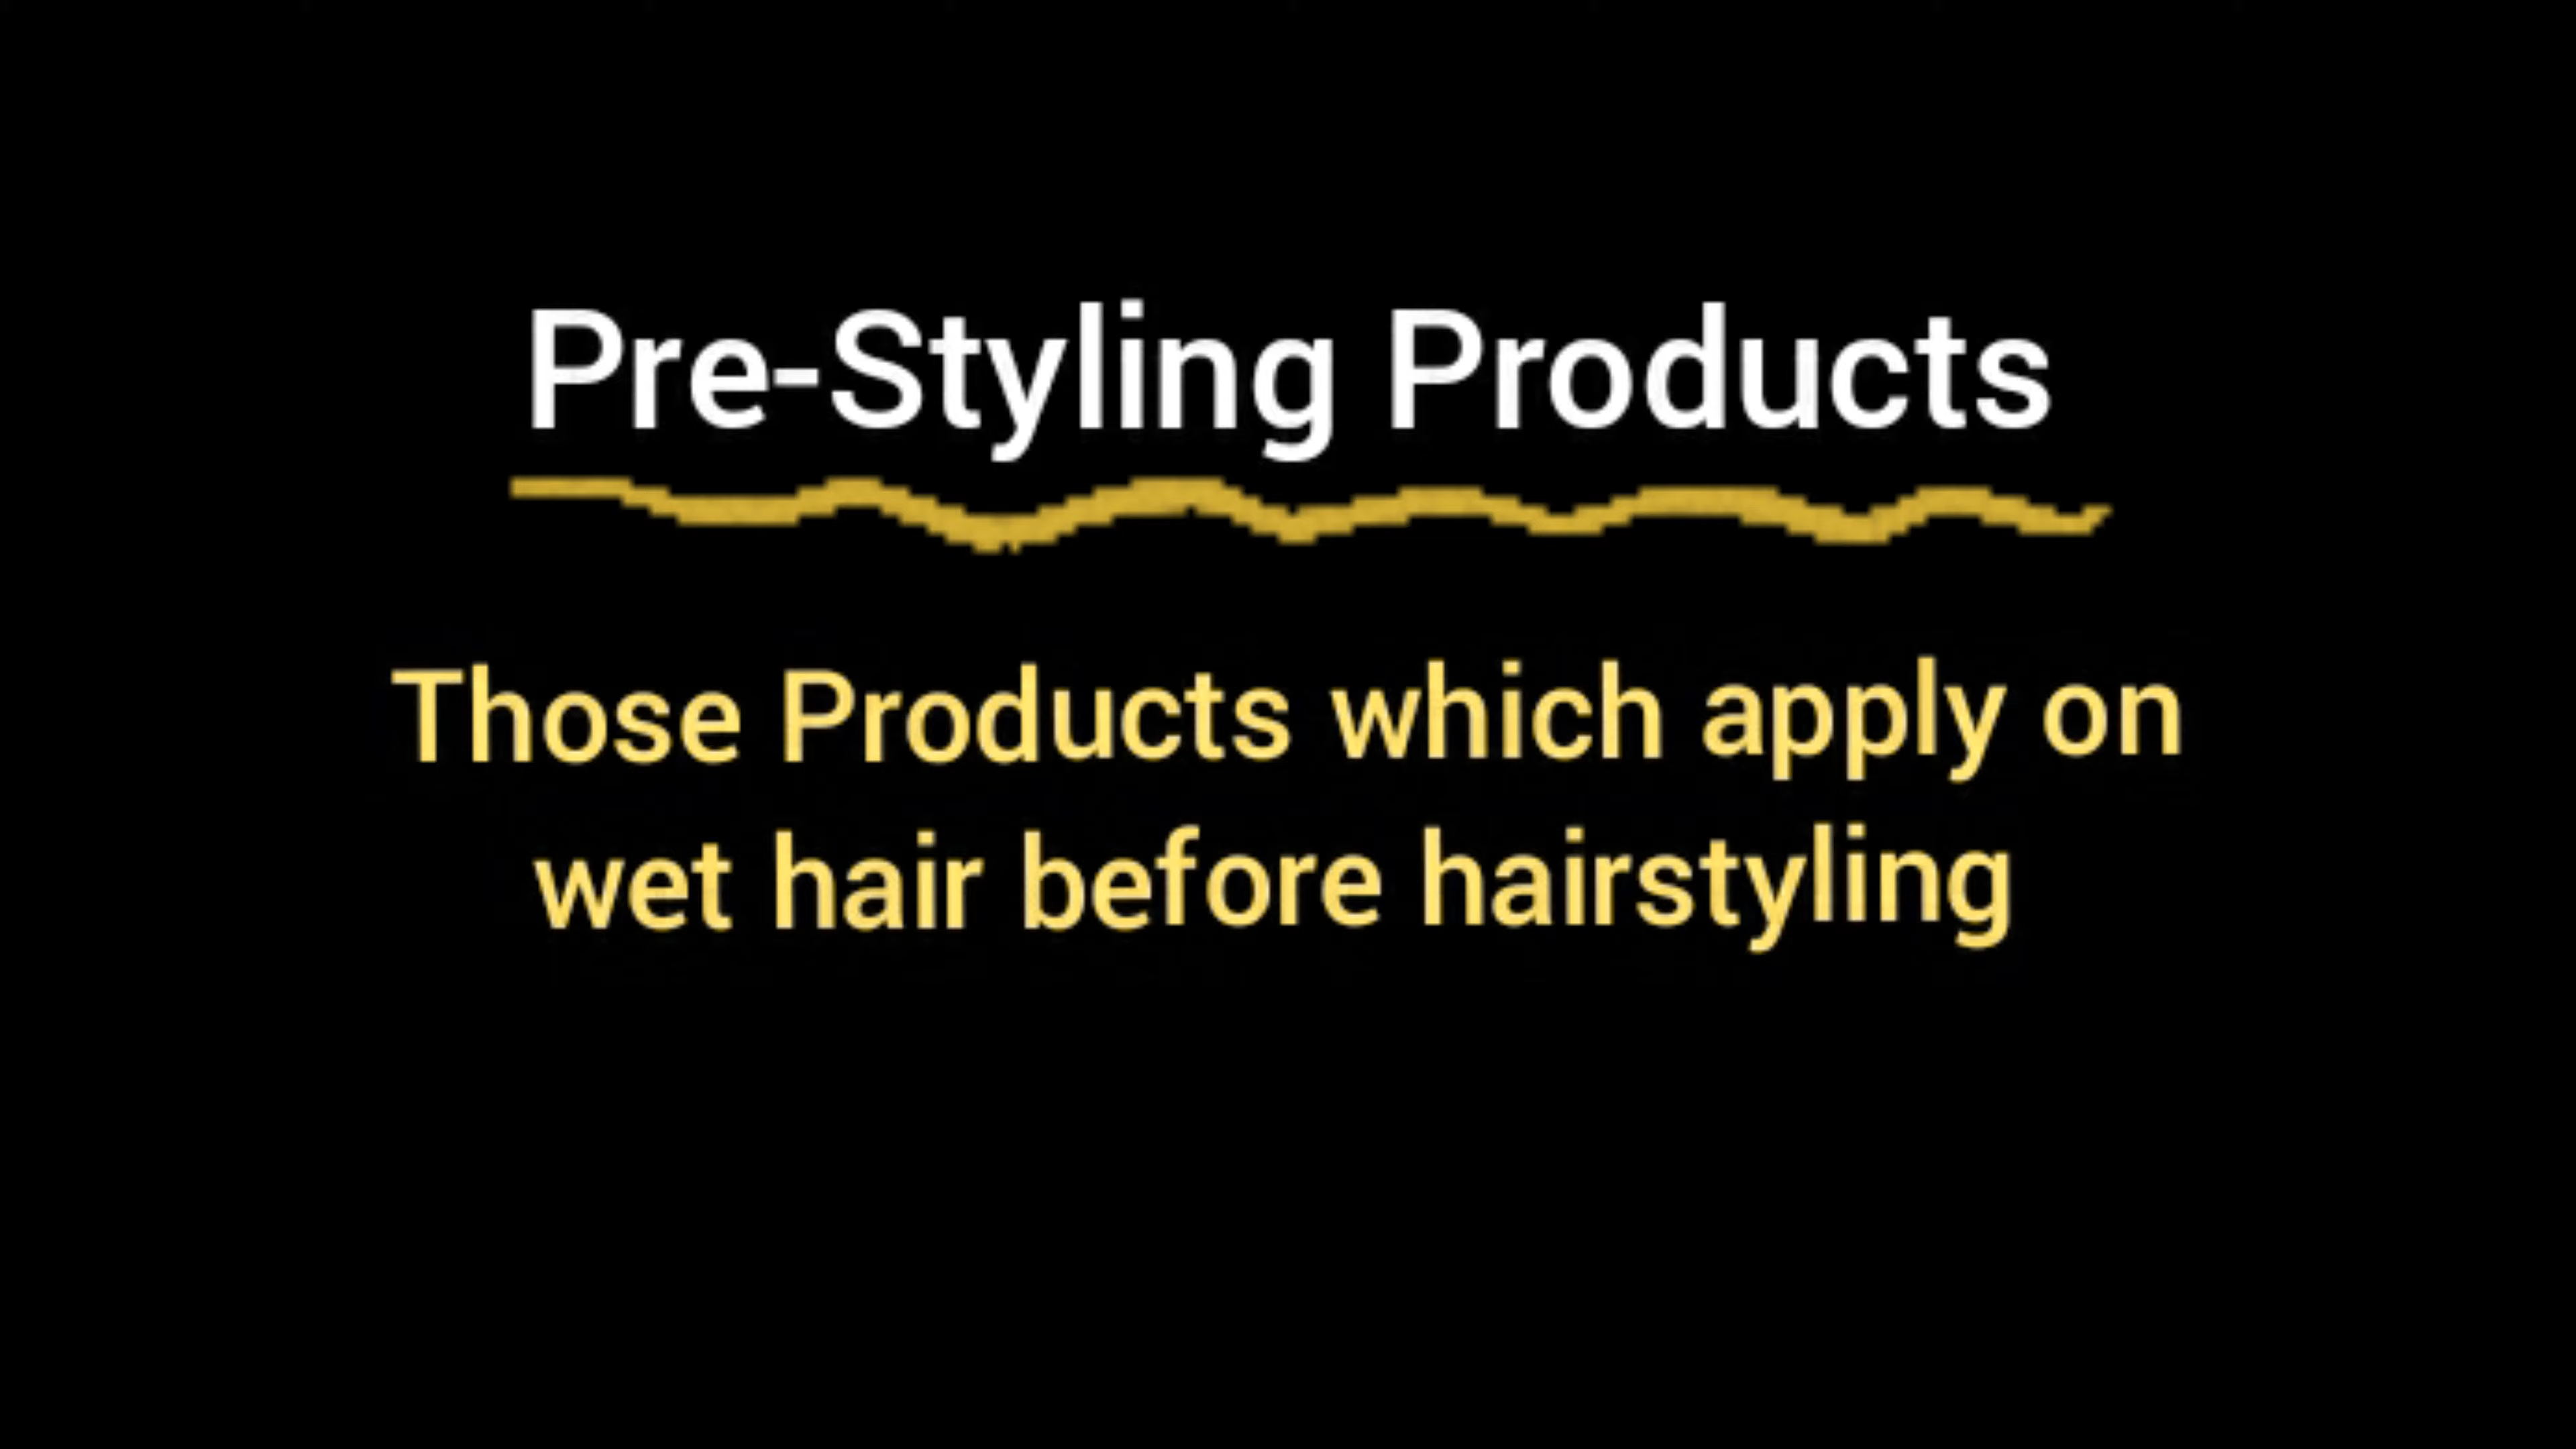 Pre-Styling Products
Those Products which apply on
wet hair before hairstyling